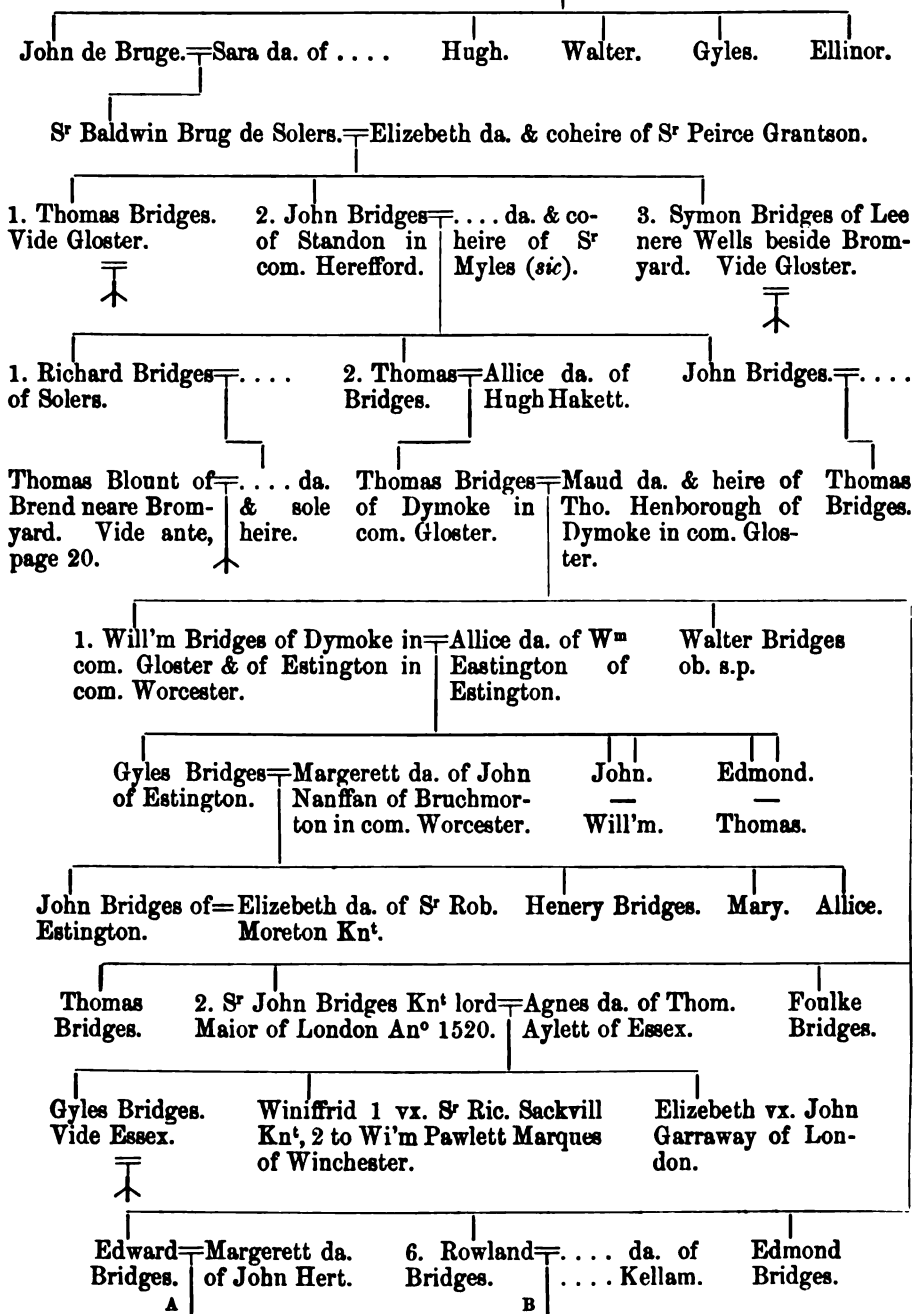 John de Bruge.
Sara da. of . . . .
Hugh.
Walter.
Gyles.
Ellinor.
Sr Baldwin Brug de Solers.
Elizebeth da. & coheire of Sr Peirce Grantson.
1. Thomas Bridges.
Vide Gloster.
2. John Bridges
of Standon in
com. Herefford.
. . . . da. & co-
heire of Sr
Myles (sic).
3. Symon Bridges of Lee
nere Wells beside Brom-
yard. Vide Gloster.
1. Richard Bridges
of Solers.
. . . .
2. Thomas
Bridges.
Allice da. of
Hugh Hakett.
John Bridges.
. . . .
Thomas Blount of
Brend neare Brom-
yard. Vide ante,
page 20.
. . . . da.
& sole
heire.
Thomas Bridges
of Dymoke in
com. Gloster.
Maud da. & heire of
Tho. Henborough of
Dymoke in com. Glos-
ter.
Thomas
Bridges.
1. Will'm Bridges of Dymoke in
com. Gloster & of Estington in
com. Worcester.
Allice da. of Wm
Eastington of
Estington.
Walter Bridges
ob. s.p.
Gyles Bridges
of Estington.
Margerett da. of John
Nanffan of Bruchmor-
ton in com. Worcester.
John.
—
Will'm.
Edmond.
—
Thomas.
John Bridges of
Estington.
Elizebeth da. of Sr Rob.
Moreton Knt.
Henery Bridges.
Mary.
Allice.
Thomas
Bridges.
2. Sr John Bridges Knt lord
Maior of London Ano 1520.
Agnes da. of Thom.
Aylett of Essex.
Foulke
Bridges.
Gyles Bridges.
Vide Essex.
Winiffrid 1 vx. Sr Ric. Sackvill
Knt, 2 to Wi'm Pawlett Marques
of Winchester.
Elizebeth vx. John
Garraway of Lon-
don.
Edward
Bridges.
A
Margerett da.
of John Hert.
6. Rowland
Bridges.
B
. . . . da. of
. . . . Kellam.
Edmond
Bridges.